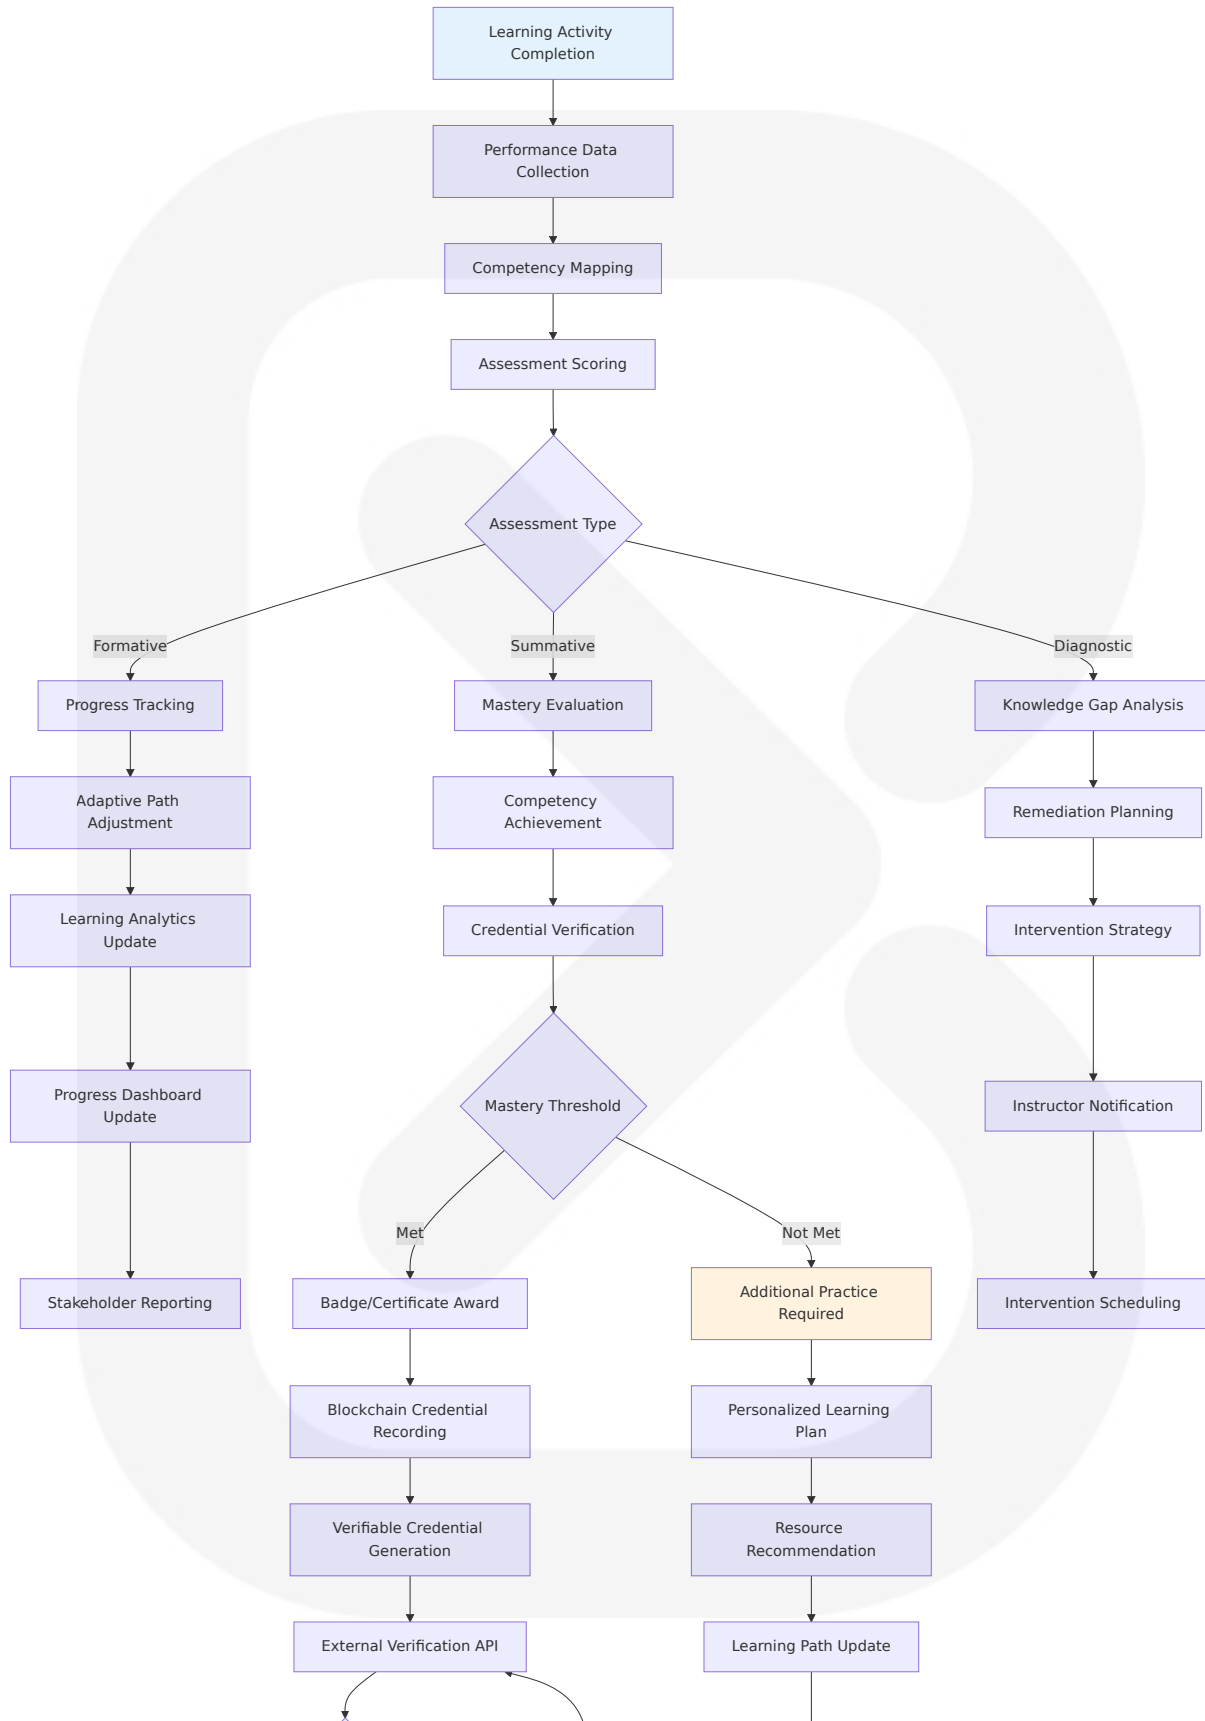 Learning Activity
Completion
Performance Data
Collection
Competency Mapping
Assessment Scoring
Assessment Type
Formative
Summative
Diagnostic
Progress Tracking
Mastery Evaluation
Knowledge Gap Analysis
Adaptive Path
Adjustment
Competency
Achievement
Remediation Planning
Learning Analytics
Update
Credential Verification
Intervention Strategy
Progress Dashboard
Update
Mastery Threshold
Instructor Notification
Met
Not Met
Stakeholder Reporting
Badge/Certificate Award
Additional Practice
Required
Intervention Scheduling
Blockchain Credential
Recording
Personalized Learning
Plan
Verifiable Credential
Generation
Resource
Recommendation
External Verification API
Learning Path Update